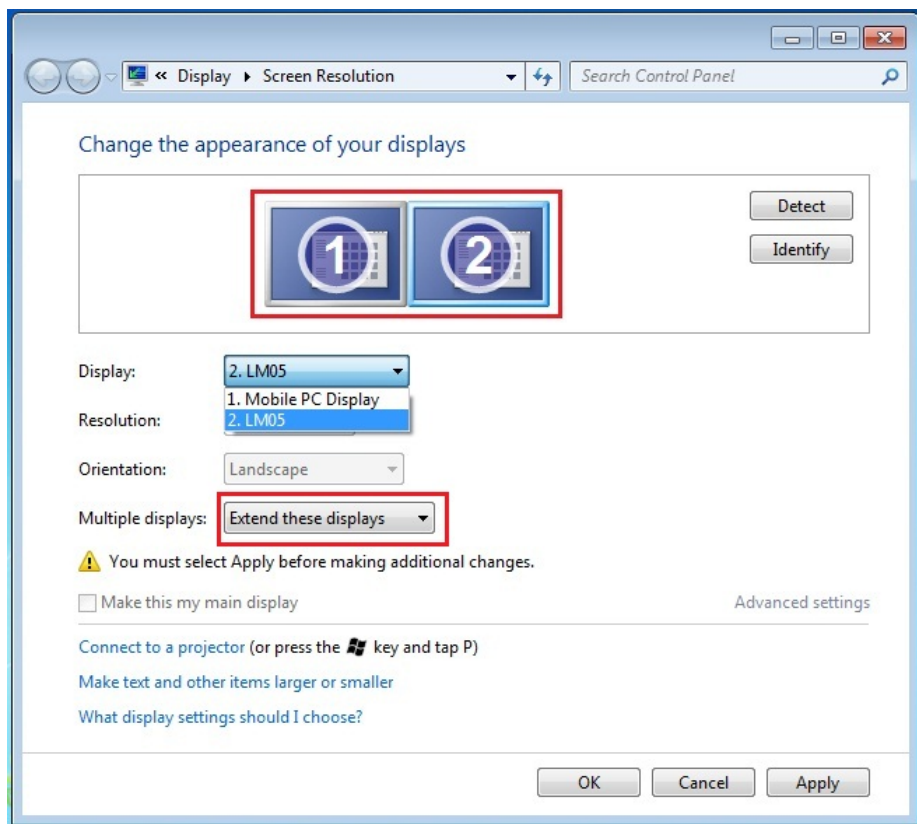 « Display ▸ Screen Resolution
Search Control Panel
Change the appearance of your displays
1 2
Detect
Identify
Display: 2. LM05
1. Mobile PC Display
Resolution: 2. LM05
Orientation: Landscape
Multiple displays: Extend these displays
You must select Apply before making additional changes.
Make this my main display Advanced settings
Connect to a projector (or press the key and tap P)
Make text and other items larger or smaller
What display settings should I choose?
OK Cancel Apply